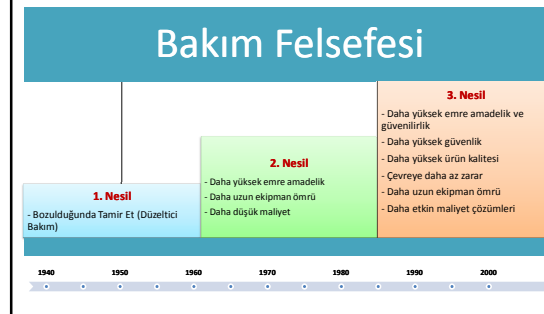 Bakım Felsefesi
1. Nesil
- Bozulduğunda Tamir Et (Düzeltici
Bakım)
2. Nesil
- Daha yüksek emre amadelik
- Daha uzun ekipman ömrü
- Daha düşük maliyet
3. Nesil
- Daha yüksek emre amadelik ve
güvenilirlik
- Daha yüksek güvenlik
- Daha yüksek ürün kalitesi
- Çevreye daha az zarar
- Daha uzun ekipman ömrü
- Daha etkin maliyet çözümleri
1940 1950 1960 1970 1980 1990 2000